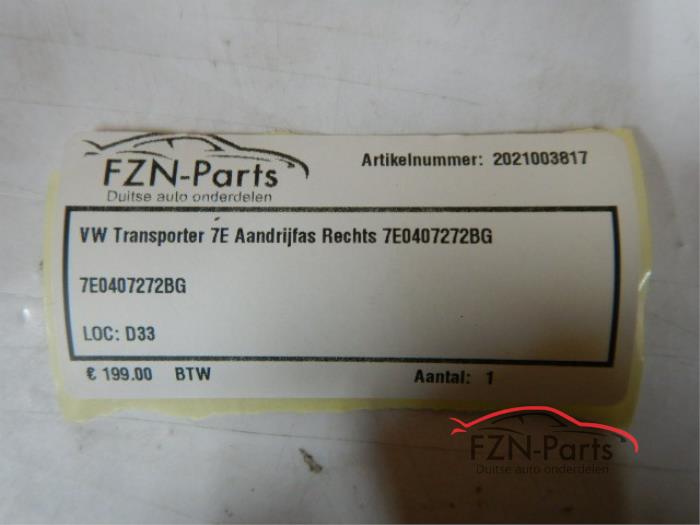 FZN-Parts
Duitse auto onderdelen
Artikelnummer: 2021003817
VW Transporter 7E Aandrijfas Rechts 7E0407272BG
7E0407272BG
LOC: D33
€ 199.00 BTW
Aantal: 1
FZN-Parts
Duitse auto onderdelen